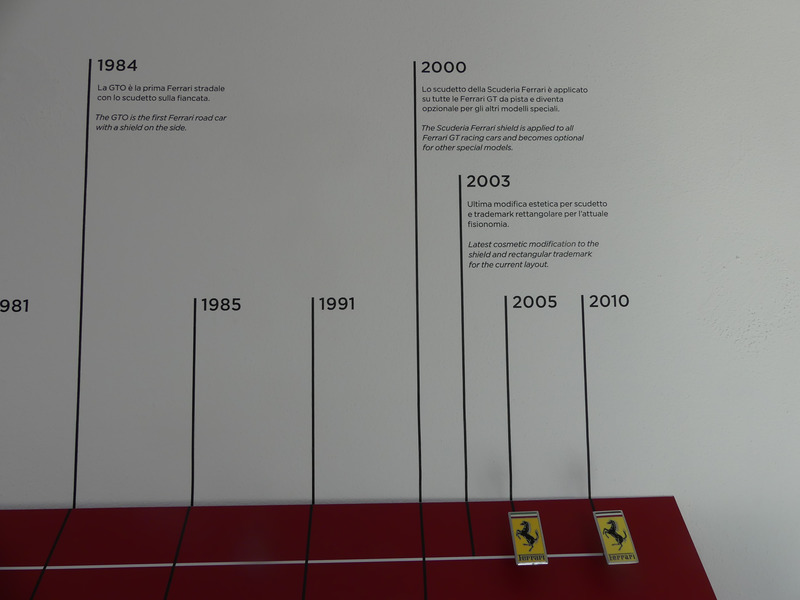 1984
La GTO è la prima Ferrari stradale
con lo scudetto sulla fiancata.
The GTO is the first Ferrari road car
with a shield on the side.
2000
Lo scudetto della Scuderia Ferrari è applicato
su tutte le Ferrari GT da pista e diventa
opzionale per gli altri modelli speciali.
The Scuderia Ferrari shield is applied to all
Ferrari GT racing cars and becomes optional
for other special models.
2003
Ultima modifica estetica per scudetto
e trademark rettangolare per l'attuale
fisionomia.
Latest cosmetic modification to the
shield and rectangular trademark
for the current layout.
981
1985
1991
2005
2010
Ferrari
Ferrari